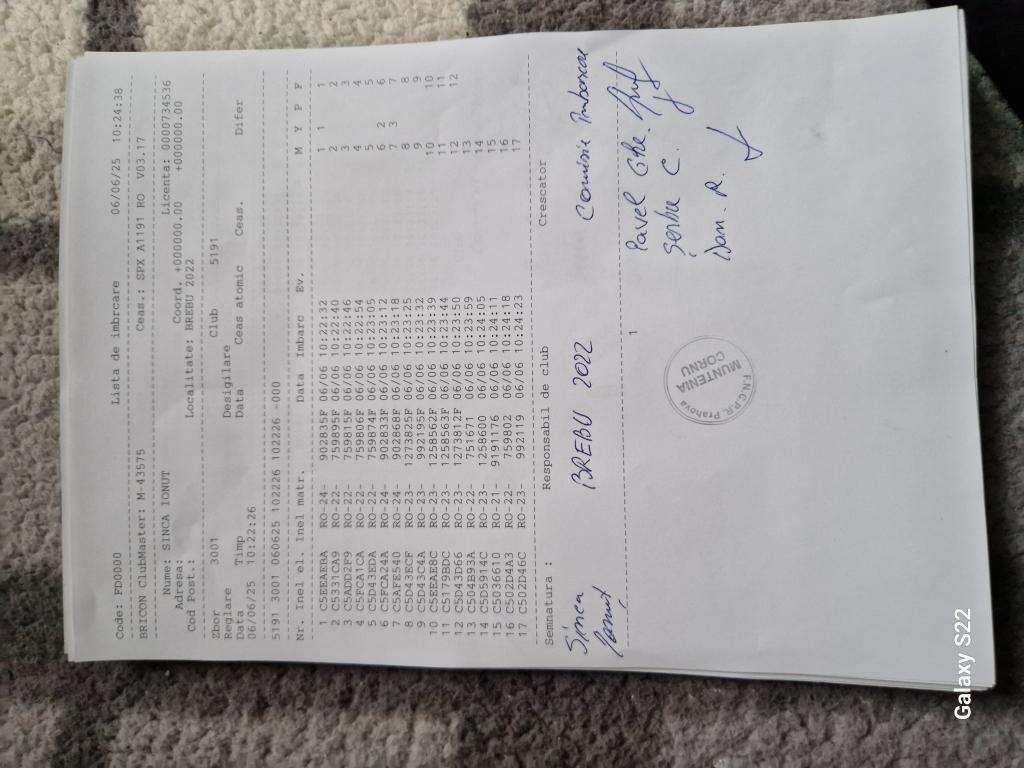 Code: FD0000 Lista de imbrcare 06/06/25 10:24:38
BRICON ClubMaster: M-43575 Ceas.: SPX A1191 RO V03.17
Nume: SINCA IONUT Licenta: 0000734536
Adresa: Coord. +000000.00 +000000.00
Cod Post.: Localitate: BREBU 2022
Zbor 3001 Club 5191
Reglare Desigilare
Data Timp Data Ceas atomic Ceas. Difer
06/06/25 10:22:26
5191 3001 060625 102226 102226 -000
Nr. Inel el. Inel matr. Data Imbarc Ev. M Y P F
1 C5EEAEBA RO-24- 902835F 06/06 10:22:32 1 1 1
2 C5331CA9 RO-22- 759895F 06/06 10:22:40 2 2
3 C5ADD2F9 RO-22- 759815F 06/06 10:22:46 3 3
4 C5FCA1CA RO-22- 759806F 06/06 10:22:54 4 4
5 C5D43EDA RO-22- 759874F 06/06 10:23:05 5 5
6 C5FCA24A RO-24- 902833F 06/06 10:23:12 6 2 6
7 C5AFE540 RO-24- 902868F 06/06 10:23:18 7 3 7
8 C5D43ECF RO-23- 1273825F 06/06 10:23:25 8 8
9 C5D43C4A RO-23- 992195F 06/06 10:23:32 9 9
10 C5EEAE8C RO-23- 1258562F 06/06 10:23:39 10 10
11 C5179BDC RO-23- 1258563F 06/06 10:23:44 11 11
12 C5D43D66 RO-23- 1273812F 06/06 10:23:50 12 12
13 C504B93A RO-22- 751671 06/06 10:23:59 13
14 C5D5914C RO-23- 1258600 06/06 10:24:05 14
15 C5036610 RO-21- 9191176 06/06 10:24:11 15
16 C502D4A3 RO-22- 759802 06/06 10:24:18 16
17 C502D46C RO-23- 992119 06/06 10:24:23 17
Semnatura : Responsabil de club Crescator
Sinca BREBU 2022 Comisie Imbarcare
Ionut
1
Pavel Ghe.
Serbu C.
Dan. R.
F.N.C.P.R. Prahova
MUNTENIA
CORNU
Galaxy S22